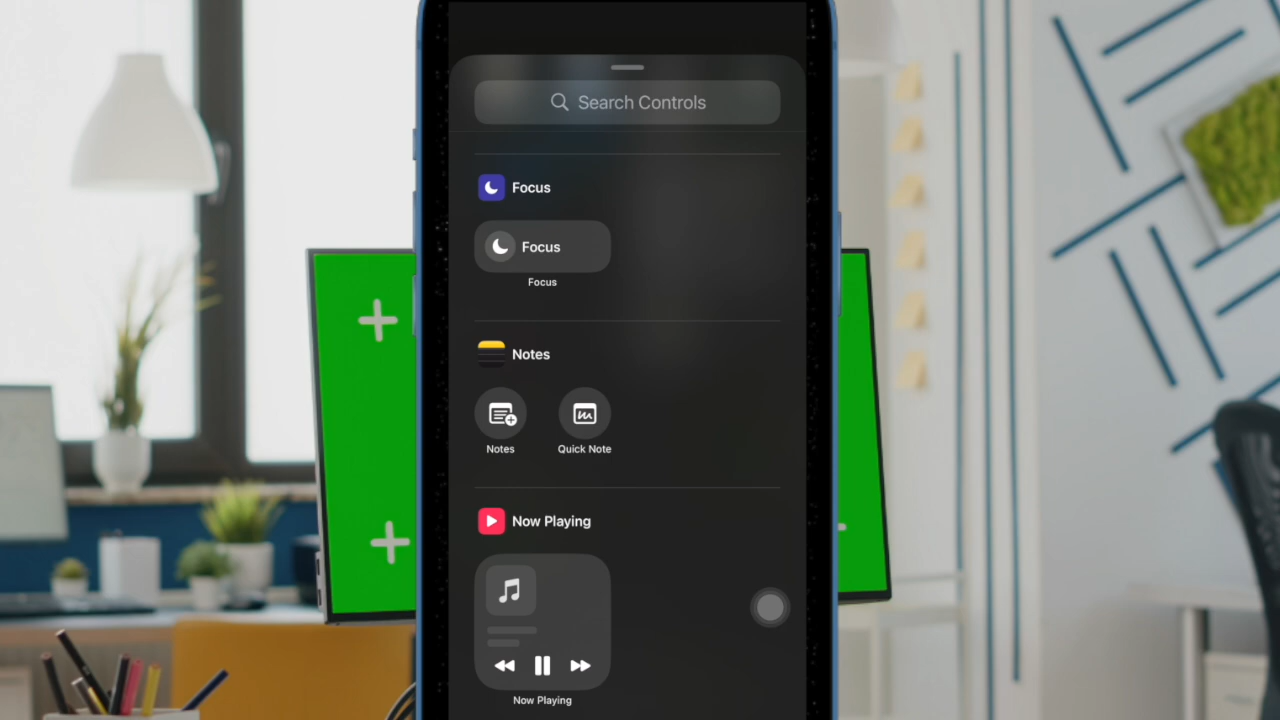 Search Controls
Focus
Focus
Focus
Notes
Notes
Quick Note
Now Playing
Now Playing